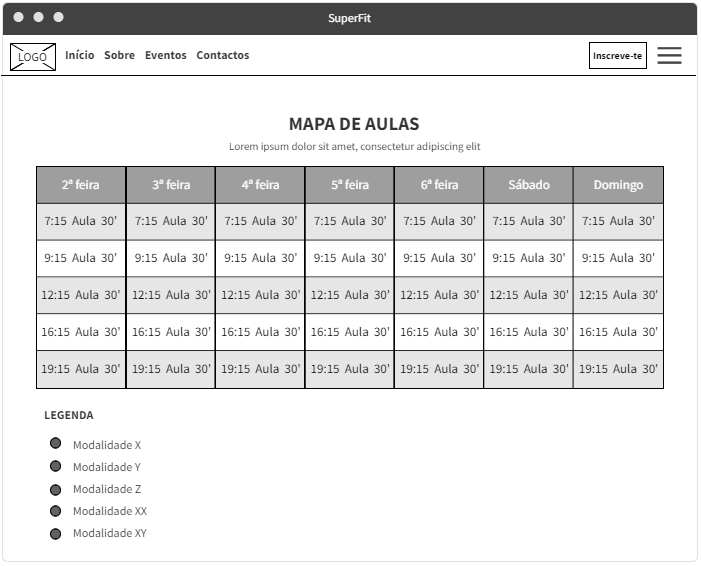 SuperFit
LOGO Início Sobre Eventos Contactos Inscreve-te
MAPA DE AULAS
Lorem ipsum dolor sit amet, consectetur adipiscing elit
2ª feira 3ª feira 4ª feira 5ª feira 6ª feira Sábado Domingo
7:15 Aula 30' 7:15 Aula 30' 7:15 Aula 30' 7:15 Aula 30' 7:15 Aula 30' 7:15 Aula 30' 7:15 Aula 30'
9:15 Aula 30' 9:15 Aula 30' 9:15 Aula 30' 9:15 Aula 30' 9:15 Aula 30' 9:15 Aula 30' 9:15 Aula 30'
12:15 Aula 30' 12:15 Aula 30' 12:15 Aula 30' 12:15 Aula 30' 12:15 Aula 30' 12:15 Aula 30' 12:15 Aula 30'
16:15 Aula 30' 16:15 Aula 30' 16:15 Aula 30' 16:15 Aula 30' 16:15 Aula 30' 16:15 Aula 30' 16:15 Aula 30'
19:15 Aula 30' 19:15 Aula 30' 19:15 Aula 30' 19:15 Aula 30' 19:15 Aula 30' 19:15 Aula 30' 19:15 Aula 30'
LEGENDA
Modalidade X
Modalidade Y
Modalidade Z
Modalidade XX
Modalidade XY